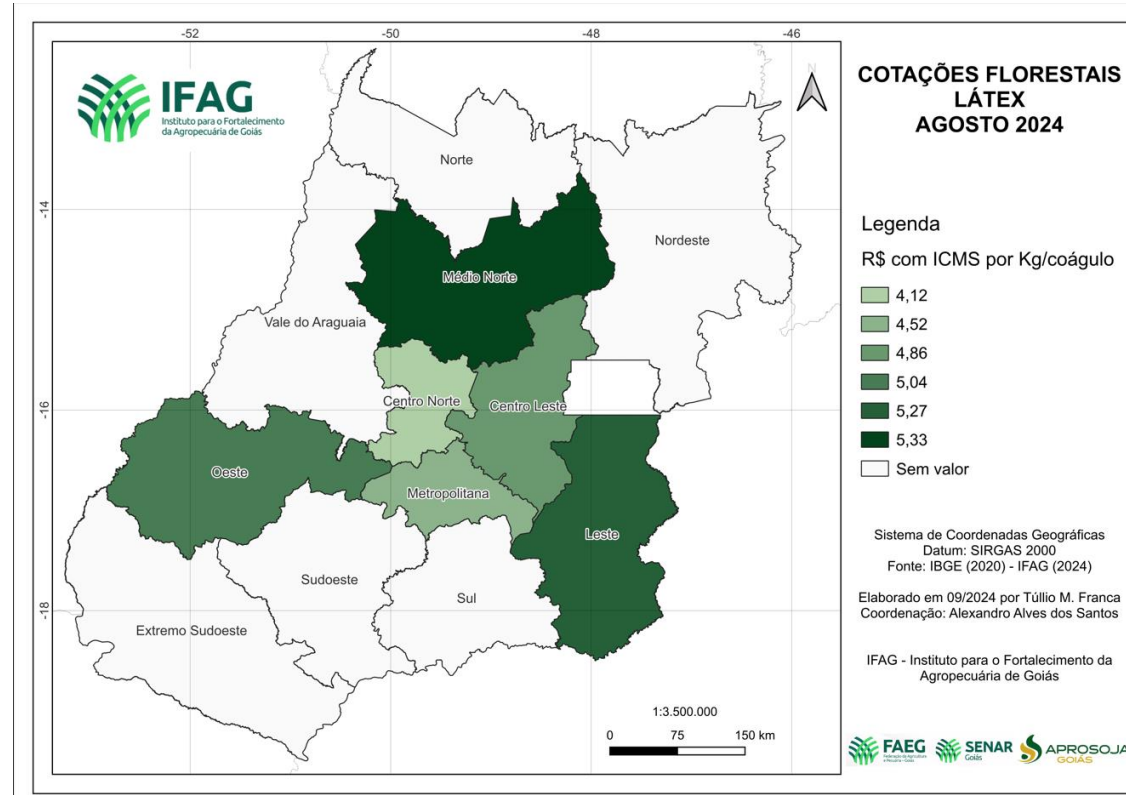 -52
-50
-48
-46
IFAG
Instituto para o Fortalecimento
da Agropecuária de Goiás
N
COTAÇÕES FLORESTAIS
LÁTEX
AGOSTO 2024
Norte
-14
Nordeste
Médio Norte
Vale do Araguaia
Centro Norte
Centro Leste
-16
Oeste
Metropolitana
Leste
Sudoeste
Sul
-18
Extremo Sudoeste
Legenda
R$ com ICMS por Kg/coágulo
4,12
4,52
4,86
5,04
5,27
5,33
Sem valor
Sistema de Coordenadas Geográficas
Datum: SIRGAS 2000
Fonte: IBGE (2020) - IFAG (2024)
Elaborado em 09/2024 por Túllio M. Franca
Coordenação: Alexandro Alves dos Santos
IFAG - Instituto para o Fortalecimento da
Agropecuária de Goiás
1:3.500.000
0 75 150 km
FAEG
SENAR
Goiás
APROSOJA
GOIÁS